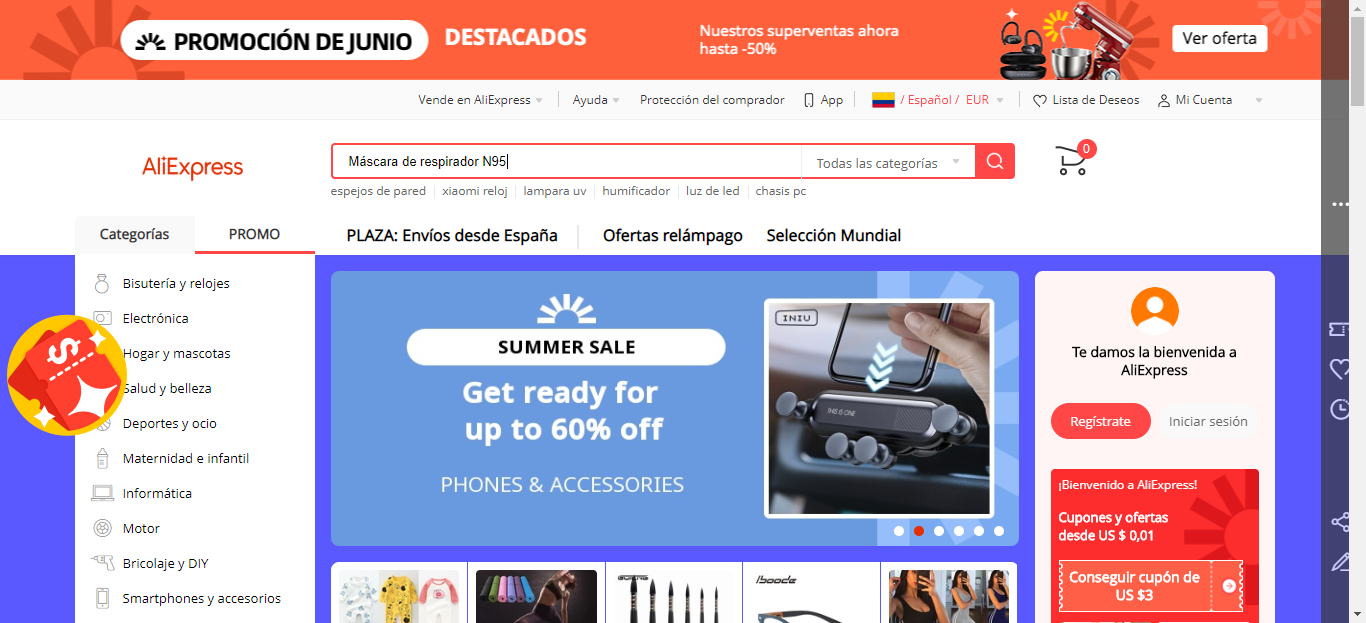 PROMOCIÓN DE JUNIO
DESTACADOS
Nuestros superventas ahora
hasta -50%
Ver oferta
Vende en AliExpress
Ayuda
Protección del comprador
App
/ Español / EUR
Lista de Deseos
Mi Cuenta
AliExpress
Máscara de respirador N95
Todas las categorías
0
espejos de pared
xiaomi reloj
lampara uv
humificador
luz de led
chasis pc
Categorías
PROMO
PLAZA: Envíos desde España
Ofertas relámpago
Selección Mundial
Bisutería y relojes
Electrónica
Hogar y mascotas
Salud y belleza
Deportes y ocio
Maternidad e infantil
Informática
Motor
Bricolaje y DIY
Smartphones y accesorios
$
SUMMER SALE
Get ready for
up to 60% off
PHONES & ACCESSORIES
INIU
THIS IS ONE
Te damos la bienvenida a
AliExpress
Regístrate
Iniciar sesión
¡Bienvenido a AliExpress!
Cupones y ofertas
desde US $ 0,01
Conseguir cupón de
US $3